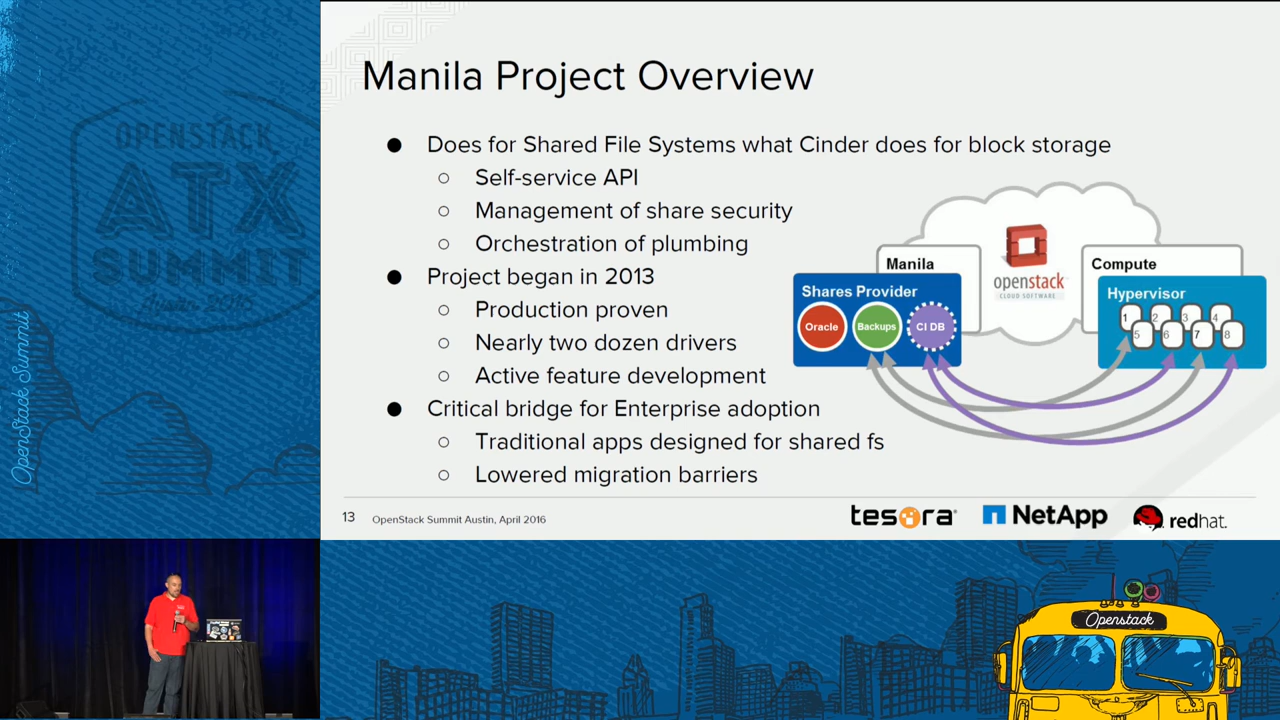 OPENSTACK
ATX
SUMMIT
OpenStack Summit
Manila Project Overview
● Does for Shared File Systems what Cinder does for block storage
○ Self-service API
○ Management of share security
○ Orchestration of plumbing
● Project began in 2013
○ Production proven
○ Nearly two dozen drivers
○ Active feature development
● Critical bridge for Enterprise adoption
○ Traditional apps designed for shared fs
○ Lowered migration barriers
Manila
Shares Provider
Oracle
Backups
CI DB
openstack
CLOUD SOFTWARE
Compute
Hypervisor
1 2 3 4
5 6 7 8
13 OpenStack Summit Austin, April 2016
tesora
NetApp
redhat.
Openstack